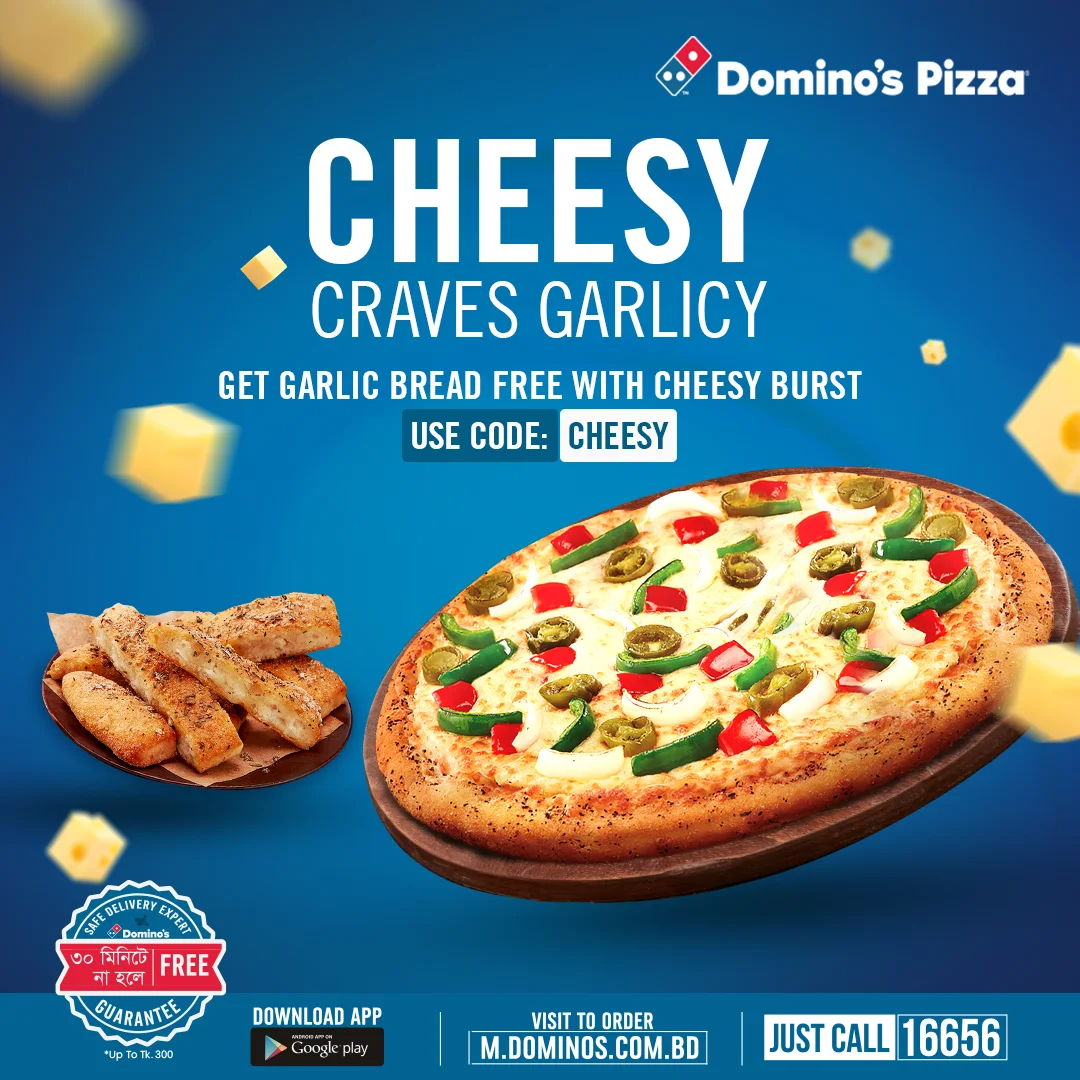 Domino's Pizza
CHEESY
CRAVES GARLICY
GET GARLIC BREAD FREE WITH CHEESY BURST
USE CODE: CHEESY
SAFE DELIVERY EXPERT
Domino's
৩০ মিনিটে
না হলে
FREE
GUARANTEE
*Up To Tk. 300
DOWNLOAD APP
ANDROID APP ON
Google play
VISIT TO ORDER
M.DOMINOS.COM.BD
JUST CALL 16656